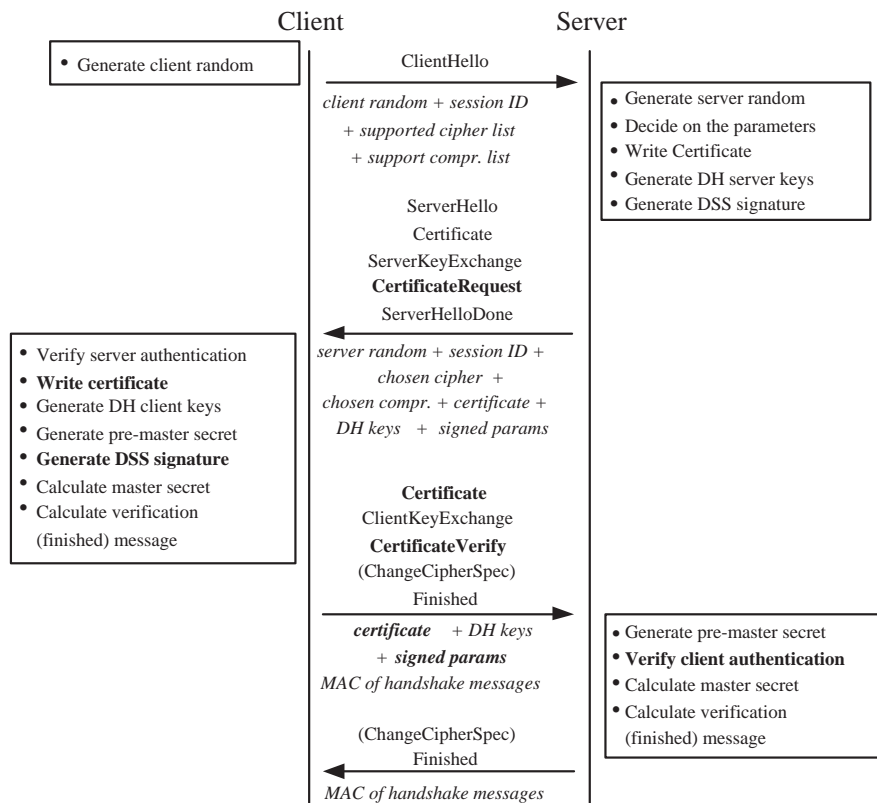 Client
Server
• Generate client random
ClientHello
client random + session ID
+ supported cipher list
+ support compr. list
• Generate server random
• Decide on the parameters
• Write Certificate
• Generate DH server keys
• Generate DSS signature
ServerHello
Certificate
ServerKeyExchange
CertificateRequest
ServerHelloDone
server random + session ID +
chosen cipher +
chosen compr. + certificate +
DH keys + signed params
• Verify server authentication
• Write certificate
• Generate DH client keys
• Generate pre-master secret
• Generate DSS signature
• Calculate master secret
• Calculate verification
(finished) message
Certificate
ClientKeyExchange
CertificateVerify
(ChangeCipherSpec)
Finished
certificate + DH keys
+ signed params
MAC of handshake messages
• Generate pre-master secret
• Verify client authentication
• Calculate master secret
• Calculate verification
(finished) message
(ChangeCipherSpec)
Finished
MAC of handshake messages